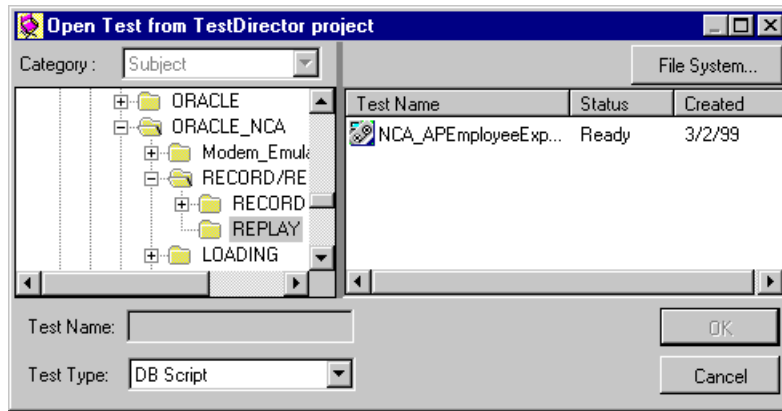 Open Test from TestDirector project
Category :
Subject
File System...
ORACLE
ORACLE_NCA
Modem_Emula
RECORD/RE
RECORD
REPLAY
LOADING
Test Name
Status
Created
NCA_APEmployeeExp...
Ready
3/2/99
Test Name:
OK
Test Type:
DB Script
Cancel